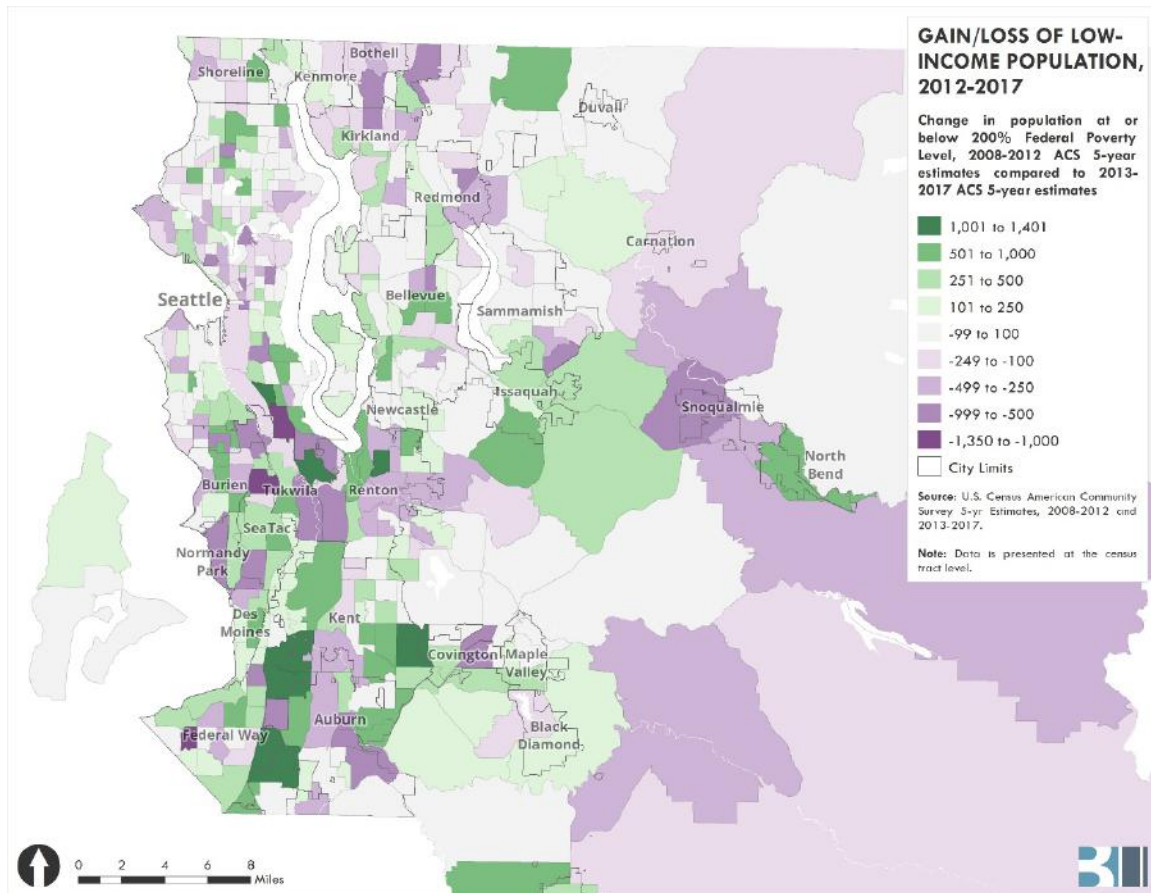 GAIN/LOSS OF LOW-
INCOME POPULATION,
2012-2017
Change in population at or
below 200% Federal Poverty
Level, 2008-2012 ACS 5-year
estimates compared to 2013-
2017 ACS 5-year estimates
1,001 to 1,401
501 to 1,000
251 to 500
101 to 250
-99 to 100
-249 to -100
-499 to -250
-999 to -500
-1,350 to -1,000
City Limits
Source: U.S. Census American Community
Survey 5-yr Estimates, 2008-2012 and
2013-2017.
Note: Data is presented at the census
tract level.
Bothell
Shoreline
Kenmore
Duvall
Kirkland
Redmond
Carnation
Seattle
Bellevue
Sammamish
Issaquah
Newcastle
Snoqualmie
North
Bend
Burien
Tukwila
Renton
SeaTac
Normandy
Park
Des
Moines
Kent
Covington
Maple
Valley
Auburn
Black
Diamond
Federal Way
0 2 4 6 8
Miles